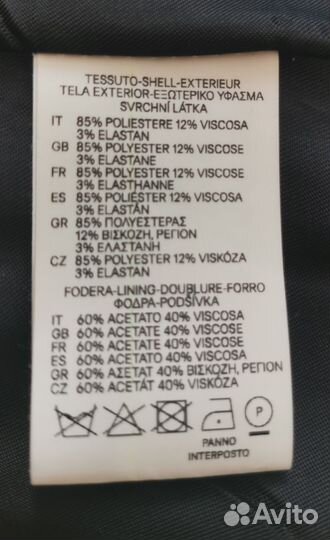 TESSUTO-SHELL-EXTERIEUR
TELA EXTERIOR-ΕΞΩΤΕΡΙΚΟ ΥΦΑΣΜΑ
SVRCHNÍ LÁTKA
IT 85% POLIESTERE 12% VISCOSA
3% ELASTAN
GB 85% POLYESTER 12% VISCOSE
3% ELASTANE
FR 85% POLYESTER 12% VISCOSE
3% ELASTHANNE
ES 85% POLIÉSTER 12% VISCOSA
3% ELASTÁN
GR 85% ΠΟΛΥΕΣΤΕΡΑΣ
12% ΒΙΣΚΟΖΗ, ΡΕΓΙΟΝ
3% ΕΛΑΣΤΑΝΗ
CZ 85% POLYESTER 12% VISKÓZA
3% ELASTAN
FODERA-LINING-DOUBLURE-FORRO
ΦΟΔΡΑ-PODŠÍVKA
IT 60% ACETATO 40% VISCOSA
GB 60% ACETATE 40% VISCOSE
FR 60% ACETATE 40% VISCOSE
ES 60% ACETATO 40% VISCOSA
GR 60% ΑΣΕΤΑΤ 40% ΒΙΣΚΟΖΗ, ΡΕΓΙΟΝ
CZ 60% ACETÁT 40% VISKÓZA
P
PANNO
INTERPOSTO
Avito